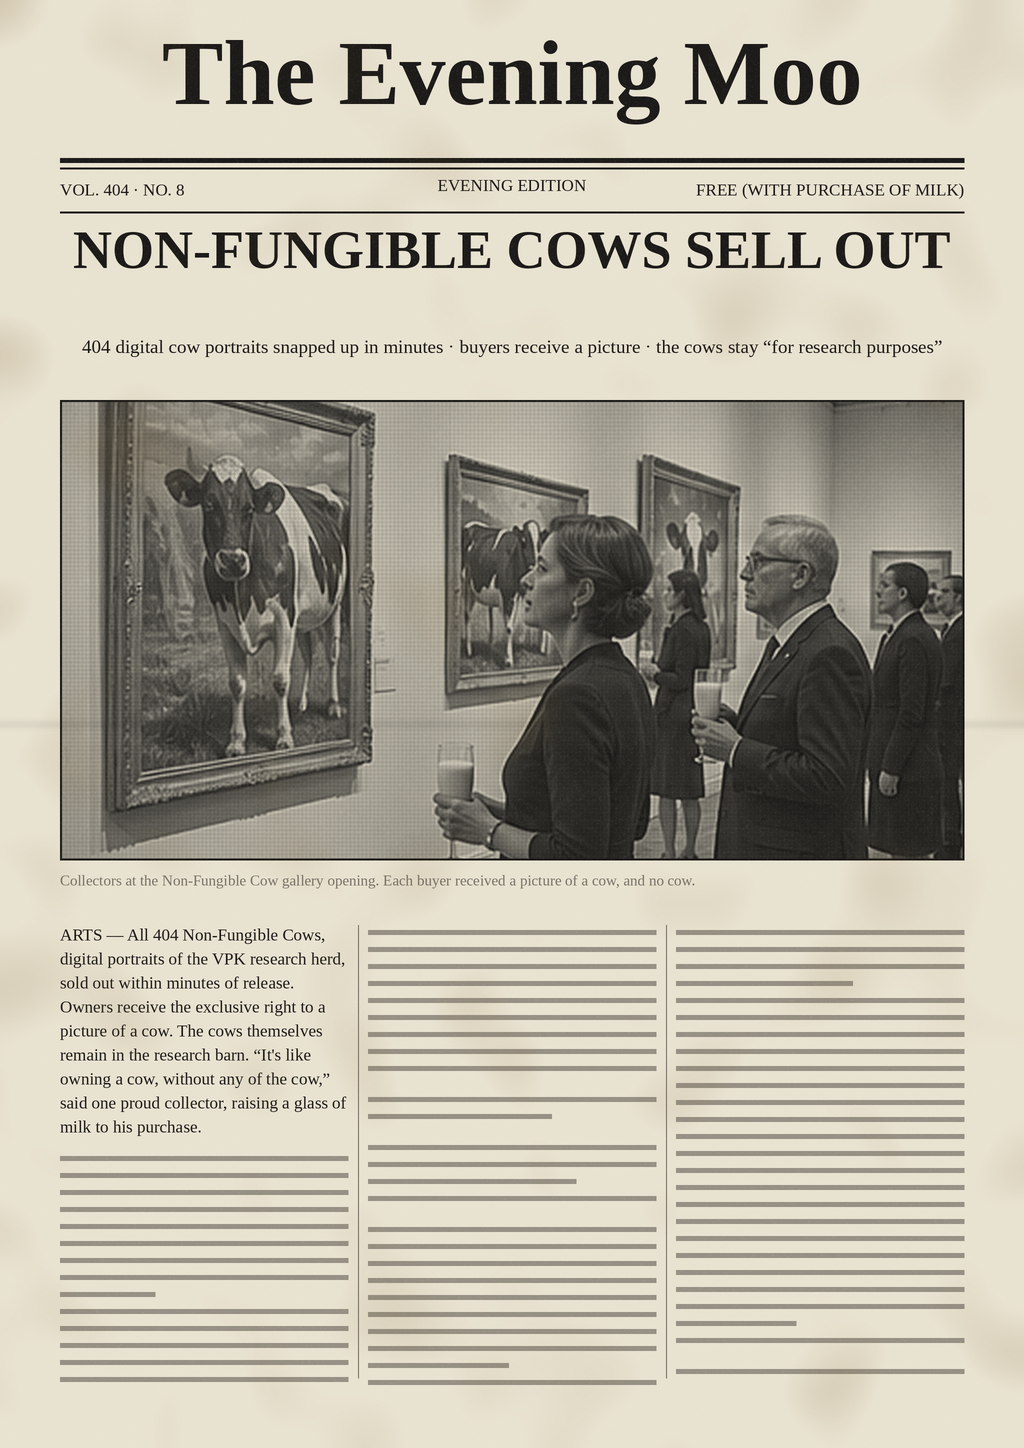 The Evening Moo
VOL. 404 · NO. 8
EVENING EDITION
FREE (WITH PURCHASE OF MILK)
NON-FUNGIBLE COWS SELL OUT
404 digital cow portraits snapped up in minutes · buyers receive a picture · the cows stay “for research purposes”
Collectors at the Non-Fungible Cow gallery opening. Each buyer received a picture of a cow, and no cow.
ARTS — All 404 Non-Fungible Cows,
digital portraits of the VPK research herd,
sold out within minutes of release.
Owners receive the exclusive right to a
picture of a cow. The cows themselves
remain in the research barn. “It's like
owning a cow, without any of the cow,”
said one proud collector, raising a glass of
milk to his purchase.